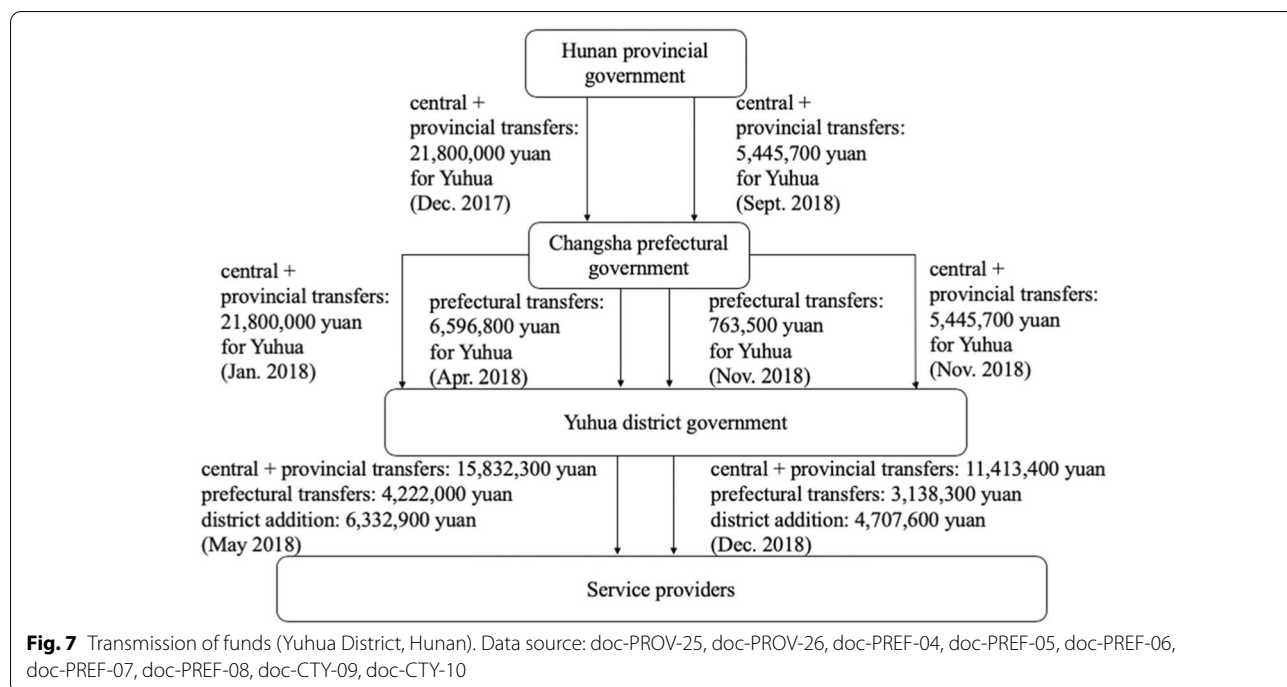 Hunan provincial
government
central +
provincial transfers:
21,800,000 yuan
for Yuhua
(Dec. 2017)
central +
provincial transfers:
5,445,700 yuan
for Yuhua
(Sept. 2018)
Changsha prefectural
government
central +
provincial transfers:
21,800,000 yuan
for Yuhua
(Jan. 2018)
prefectural transfers:
6,596,800 yuan
for Yuhua
(Apr. 2018)
prefectural transfers:
763,500 yuan
for Yuhua
(Nov. 2018)
central +
provincial transfers:
5,445,700 yuan
for Yuhua
(Nov. 2018)
Yuhua district government
central + provincial transfers: 15,832,300 yuan
prefectural transfers: 4,222,000 yuan
district addition: 6,332,900 yuan
(May 2018)
central + provincial transfers: 11,413,400 yuan
prefectural transfers: 3,138,300 yuan
district addition: 4,707,600 yuan
(Dec. 2018)
Service providers
Fig. 7 Transmission of funds (Yuhua District, Hunan). Data source: doc-PROV-25, doc-PROV-26, doc-PREF-04, doc-PREF-05, doc-PREF-06,
doc-PREF-07, doc-PREF-08, doc-CTY-09, doc-CTY-10